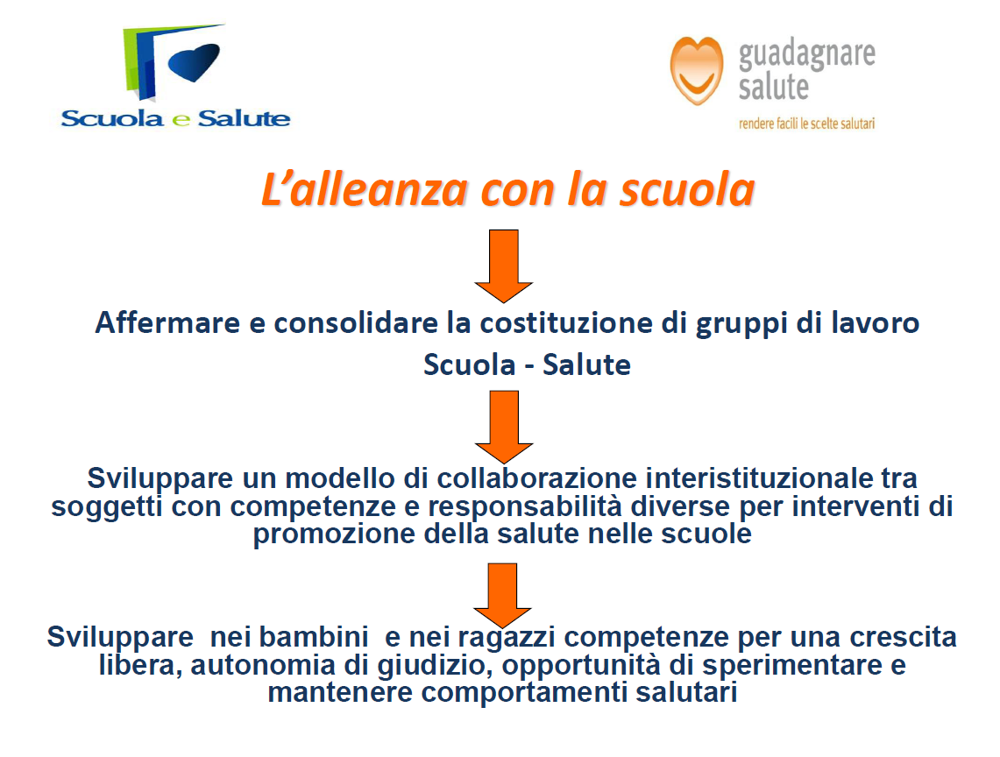 Scuola e Salute
guadagnare
salute
rendere facili le scelte salutari
L'alleanza con la scuola
Affermare e consolidare la costituzione di gruppi di lavoro
Scuola - Salute
Sviluppare un modello di collaborazione interistituzionale tra
soggetti con competenze e responsabilità diverse per interventi di
promozione della salute nelle scuole
Sviluppare  nei bambini  e nei ragazzi competenze per una crescita
libera, autonomia di giudizio, opportunità di sperimentare e
mantenere comportamenti salutari